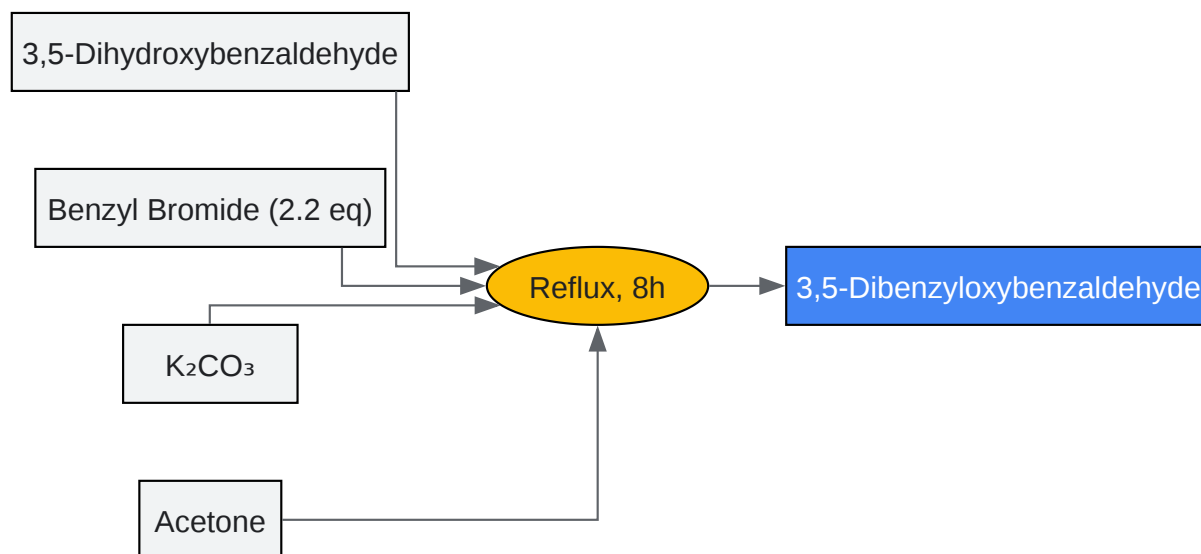 3,5-Dihydroxybenzaldehyde
Benzyl Bromide (2.2 eq)
Reflux, 8h
3,5-Dibenzyloxybenzaldehyde
K₂CO₃
Acetone